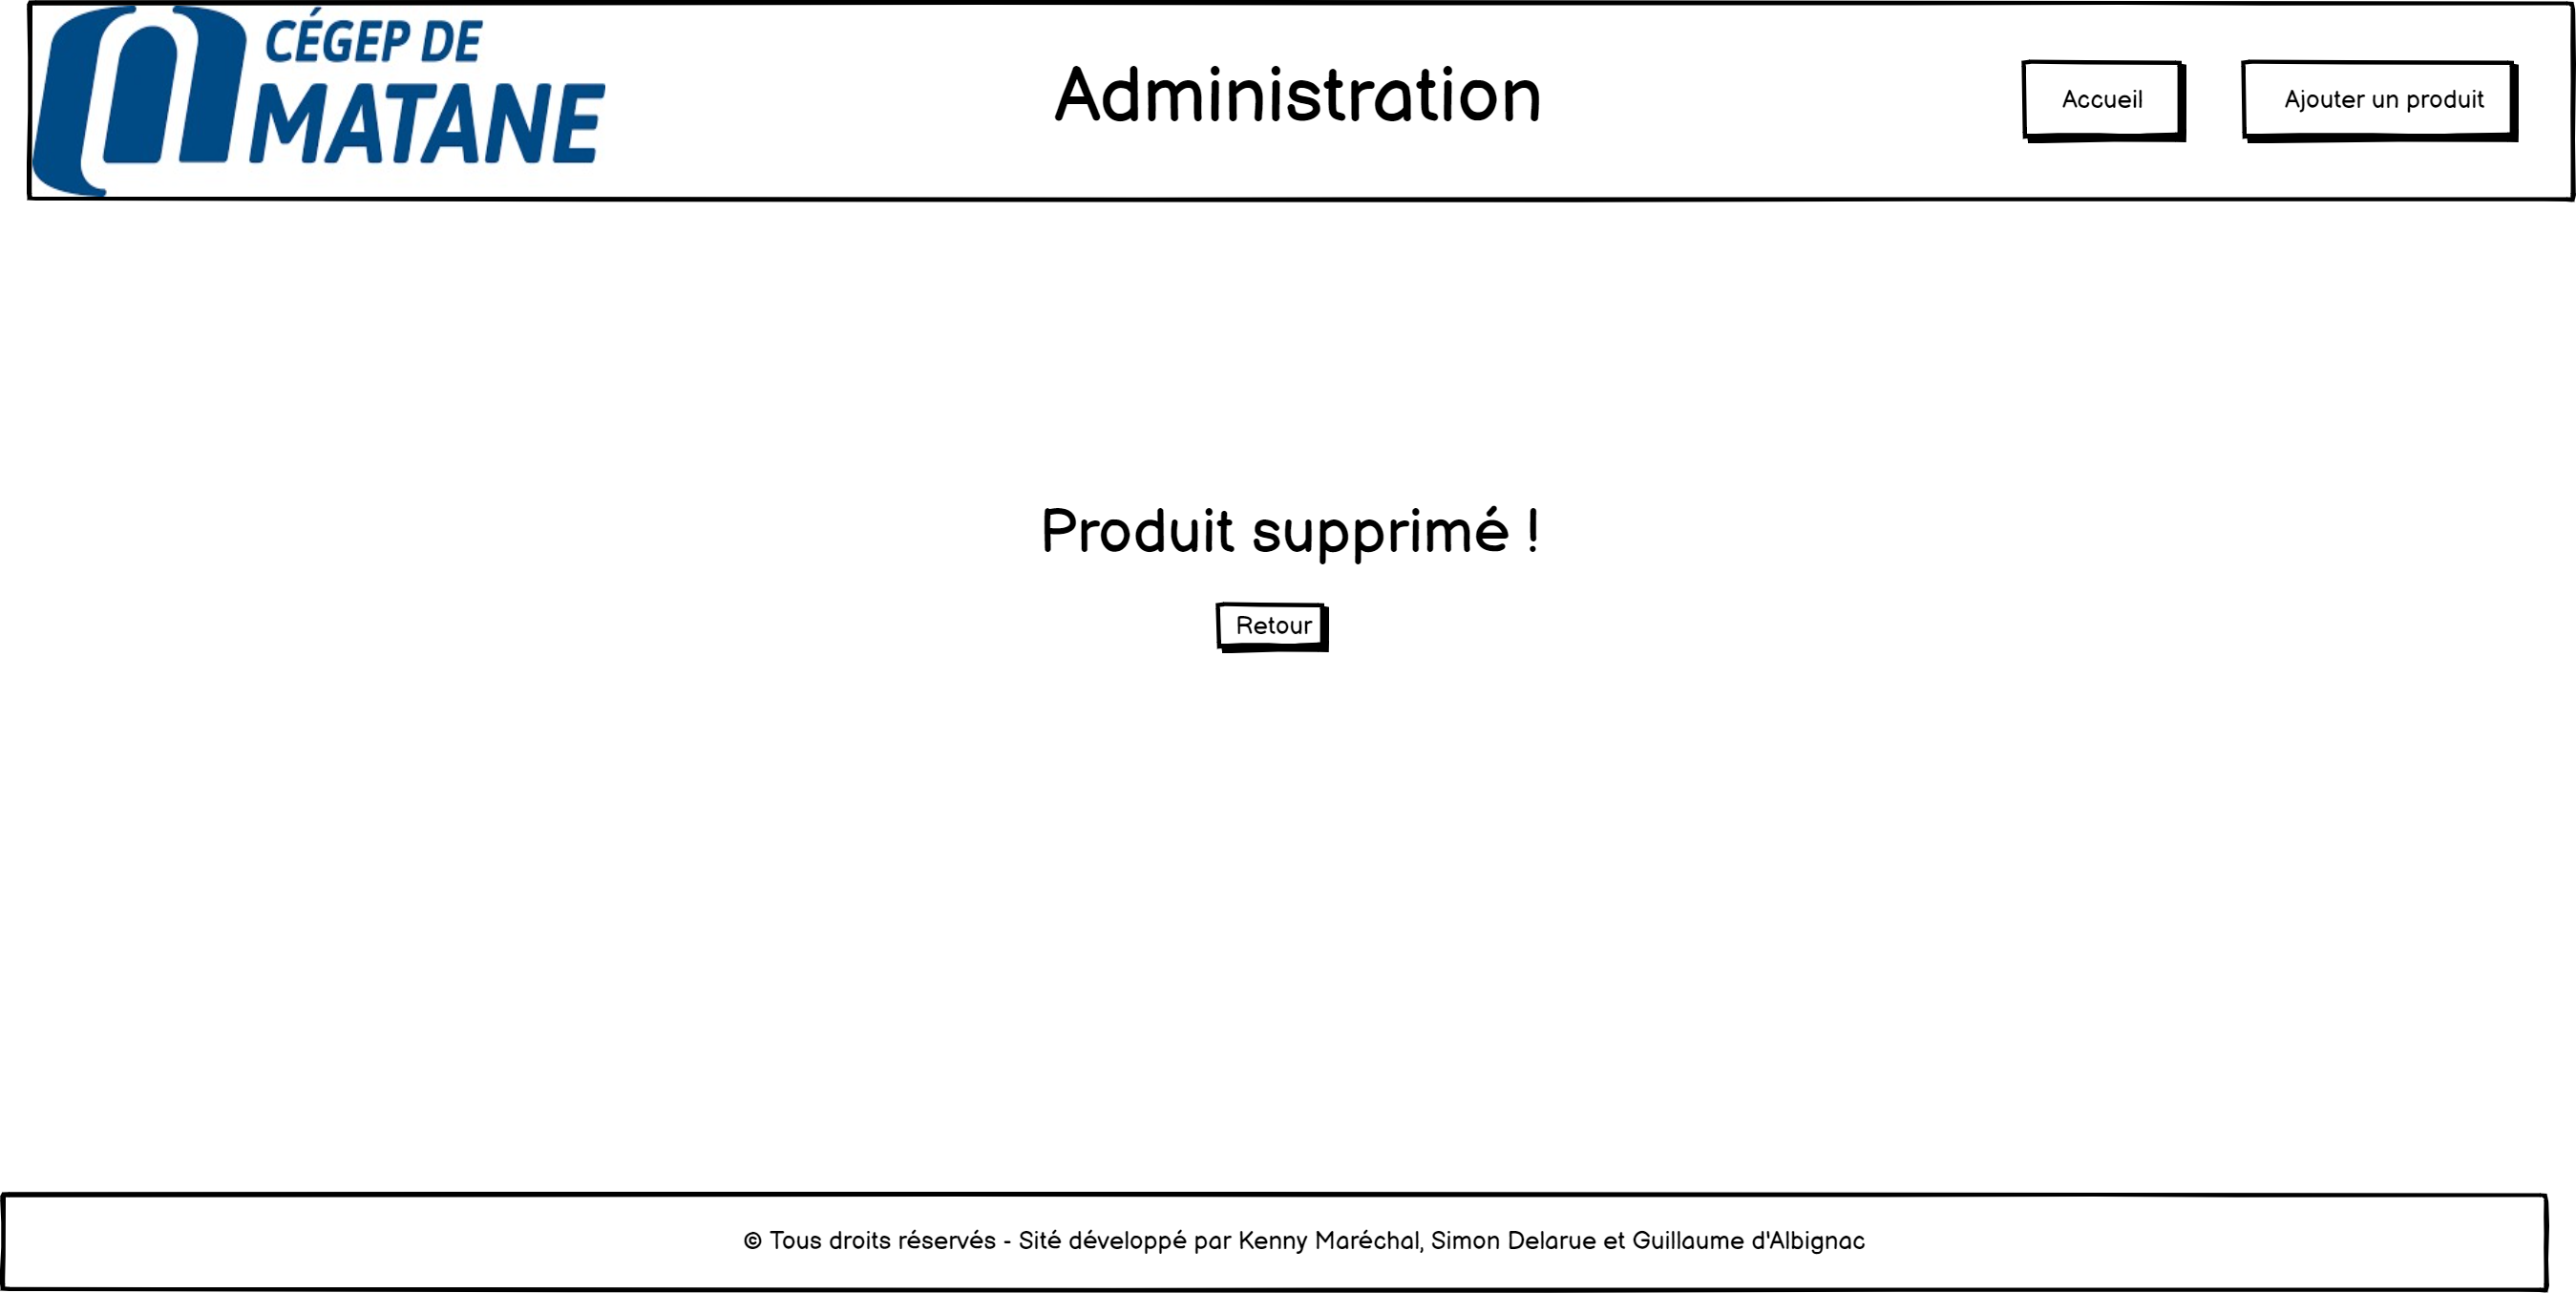 CÉGEP DE
MATANE
Administration
Accueil
Ajouter un produit
Produit supprimé !
Retour
© Tous droits réservés - Sité développé par Kenny Maréchal, Simon Delarue et Guillaume d'Albignac